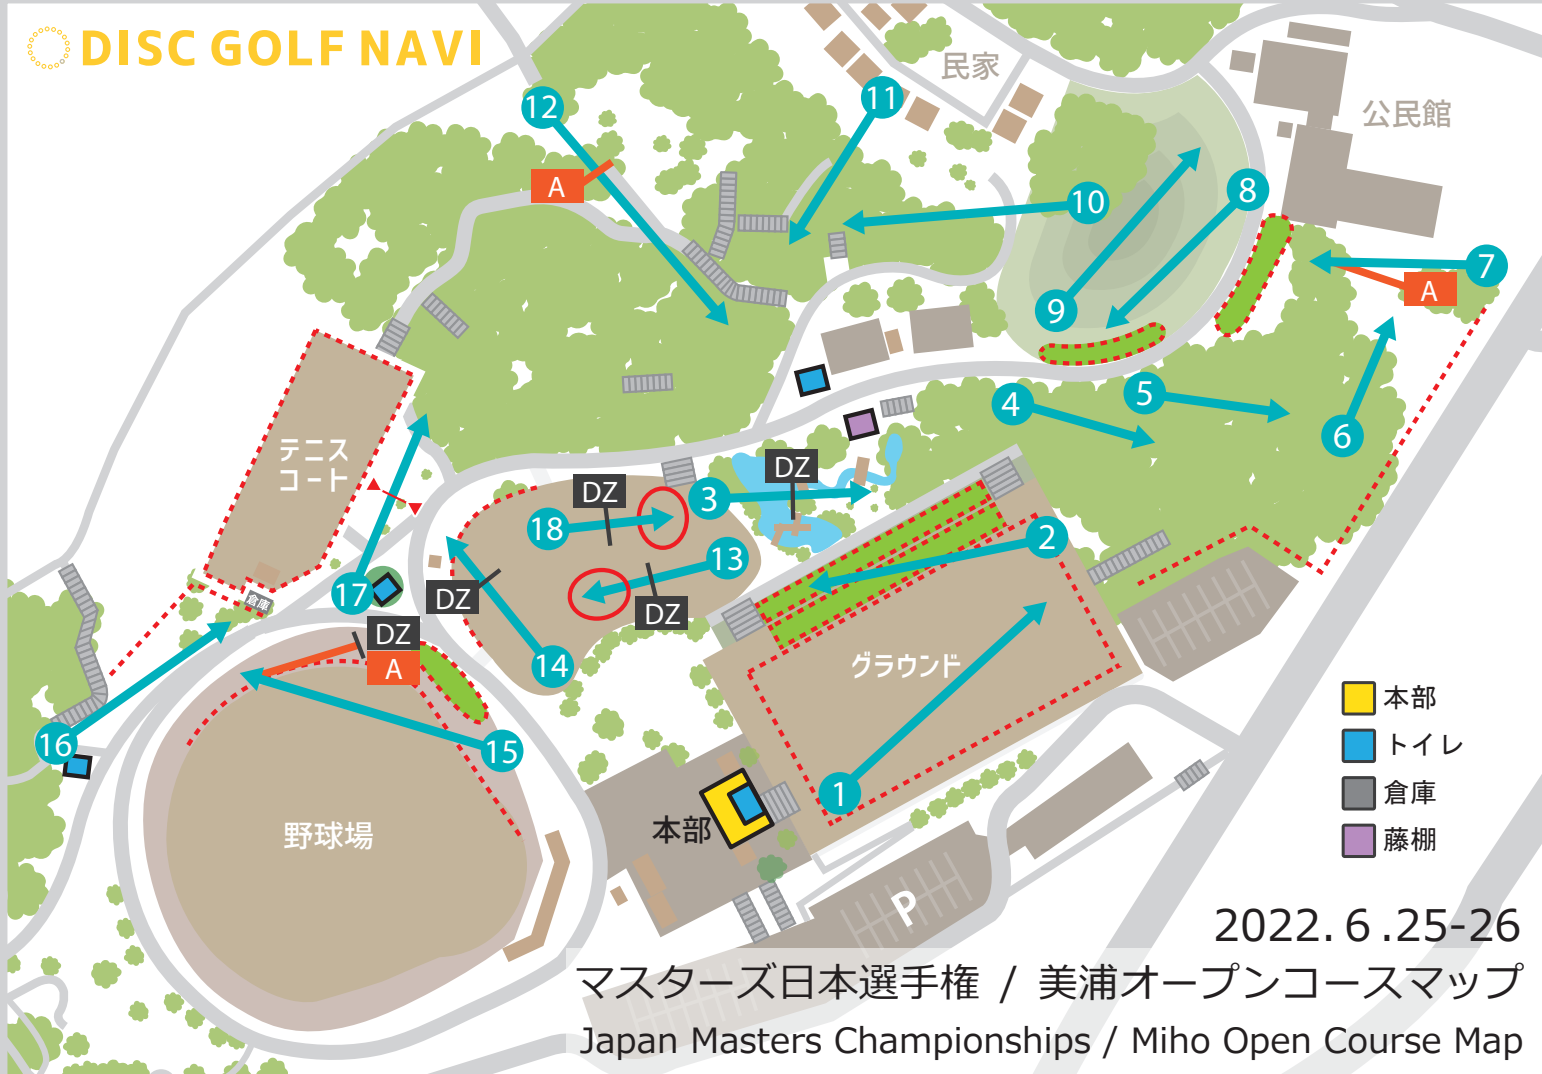 DISC GOLF NAVI
民家
公民館
12
11
A
10
8
7
A
9
4
5
6
テニス
コート
DZ
DZ
3
18
2
13
17
DZ
DZ
倉庫
DZ
A
14
グラウンド
16
15
1
本部
野球場
本部
トイレ
倉庫
藤棚
P
2022. 6 .25-26
マスターズ日本選手権 / 美浦オープンコースマップ
Japan Masters Championships / Miho Open Course Map